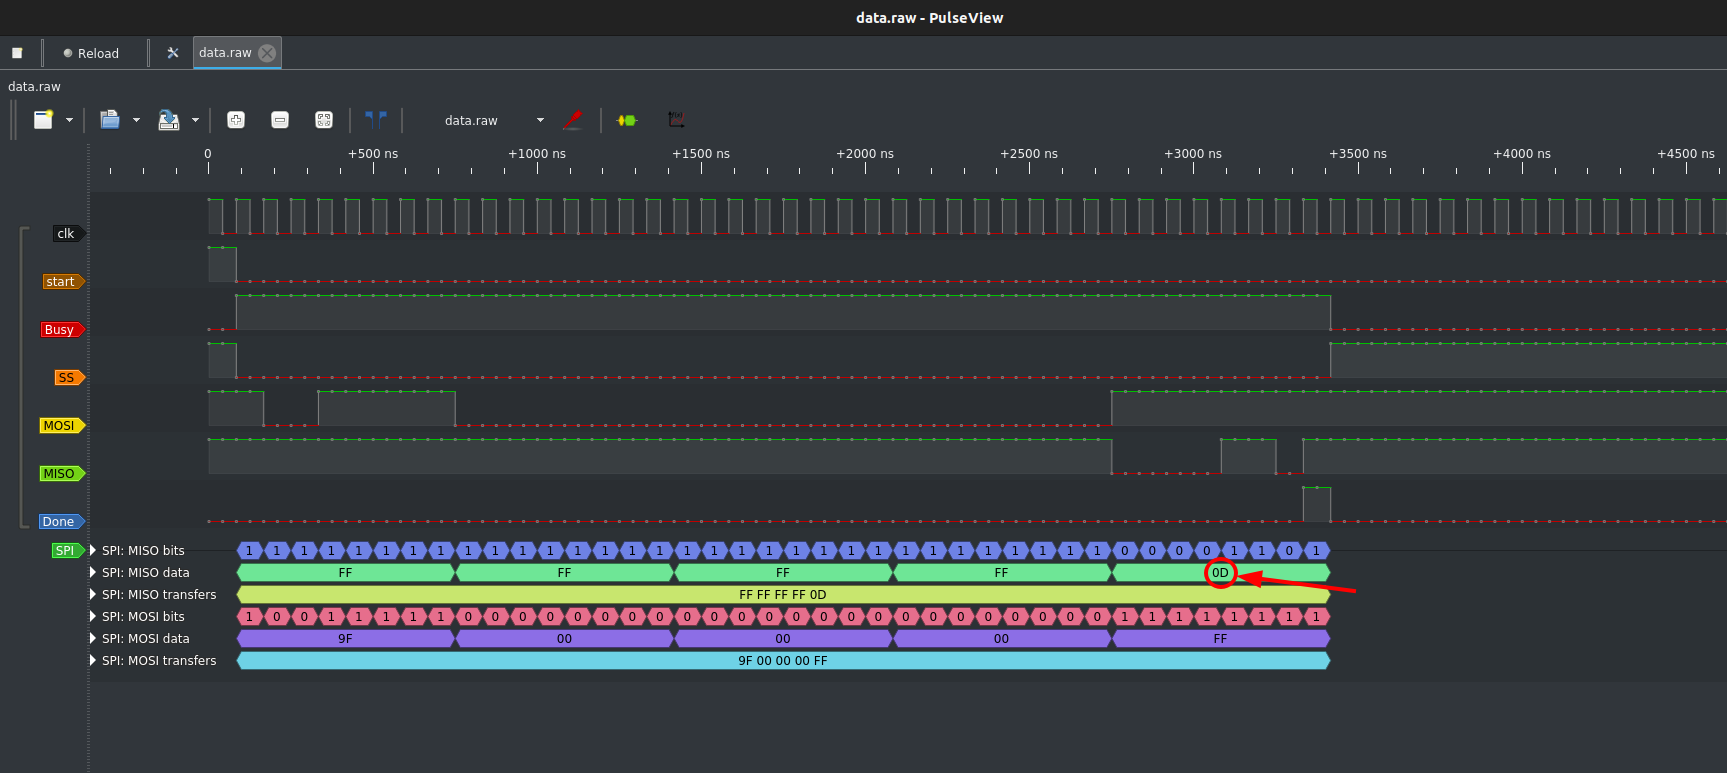 data.raw - PulseView
Reload
data.raw
data.raw
data.raw
f(x)
0 +500 ns +1000 ns +1500 ns +2000 ns +2500 ns +3000 ns +3500 ns +4000 ns +4500 ns
clk
start
Busy
SS
MOSI
MISO
Done
SPI SPI: MISO bits 1 1 1 1 1 1 1 1 1 1 1 1 1 1 1 1 1 1 1 1 1 1 1 1 1 1 1 1 1 1 1 1 0 0 0 0 1 1 0 1
SPI: MISO data FF FF FF FF 0D
SPI: MISO transfers FF FF FF FF 0D
SPI: MOSI bits 1 0 0 1 1 1 1 1 0 0 0 0 0 0 0 0 0 0 0 0 0 0 0 0 0 0 0 0 0 0 0 0 1 1 1 1 1 1 1 1
SPI: MOSI data 9F 00 00 00 FF
SPI: MOSI transfers 9F 00 00 00 FF